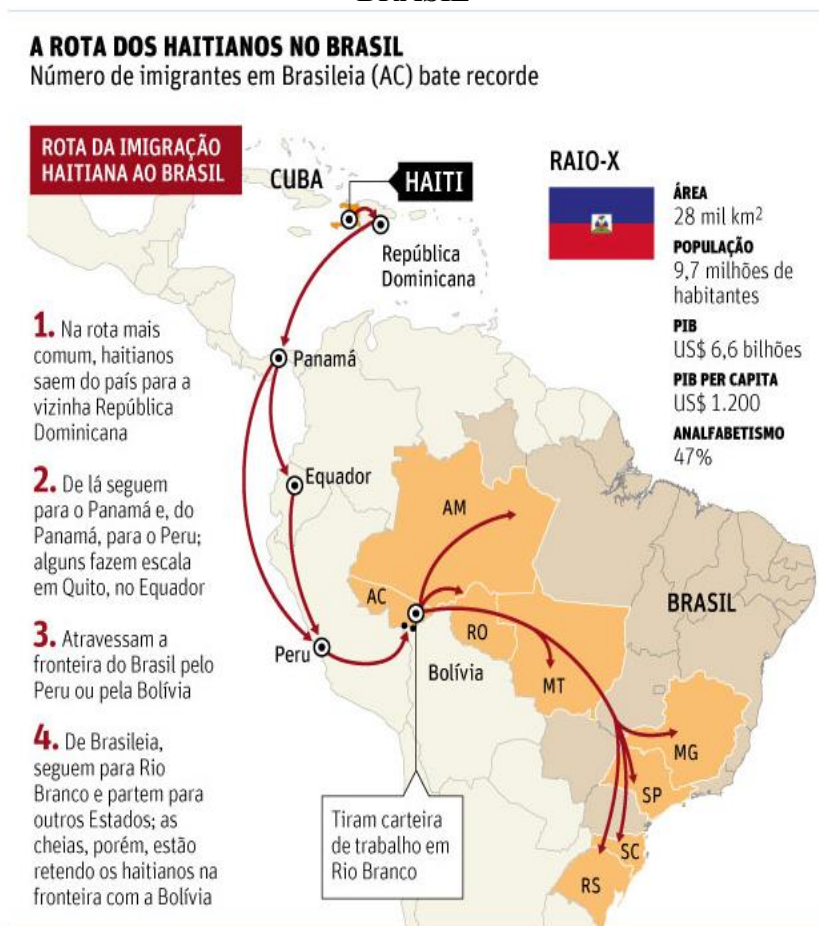 BRASIL
A ROTA DOS HAITIANOS NO BRASIL
Número de imigrantes em Brasileia (AC) bate recorde
ROTA DA IMIGRAÇÃO
HAITIANA AO BRASIL
CUBA
HAITI
República
Dominicana
Panamá
Equador
Peru
Bolívia
AC
AM
RO
MT
BRASIL
MG
SP
SC
RS
Tiram carteira
de trabalho em
Rio Branco
1. Na rota mais
comum, haitianos
saem do país para a
vizinha República
Dominicana
2. De lá seguem
para o Panamá e, do
Panamá, para o Peru;
alguns fazem escala
em Quito, no Equador
3. Atravessam a
fronteira do Brasil pelo
Peru ou pela Bolívia
4. De Brasileia,
seguem para Rio
Branco e partem para
outros Estados; as
cheias, porém, estão
retendo os haitianos na
fronteira com a Bolívia
RAIO-X
ÁREA
28 mil km²
POPULAÇÃO
9,7 milhões de
habitantes
PIB
US$ 6,6 bilhões
PIB PER CAPITA
US$ 1.200
ANALFABETISMO
47%